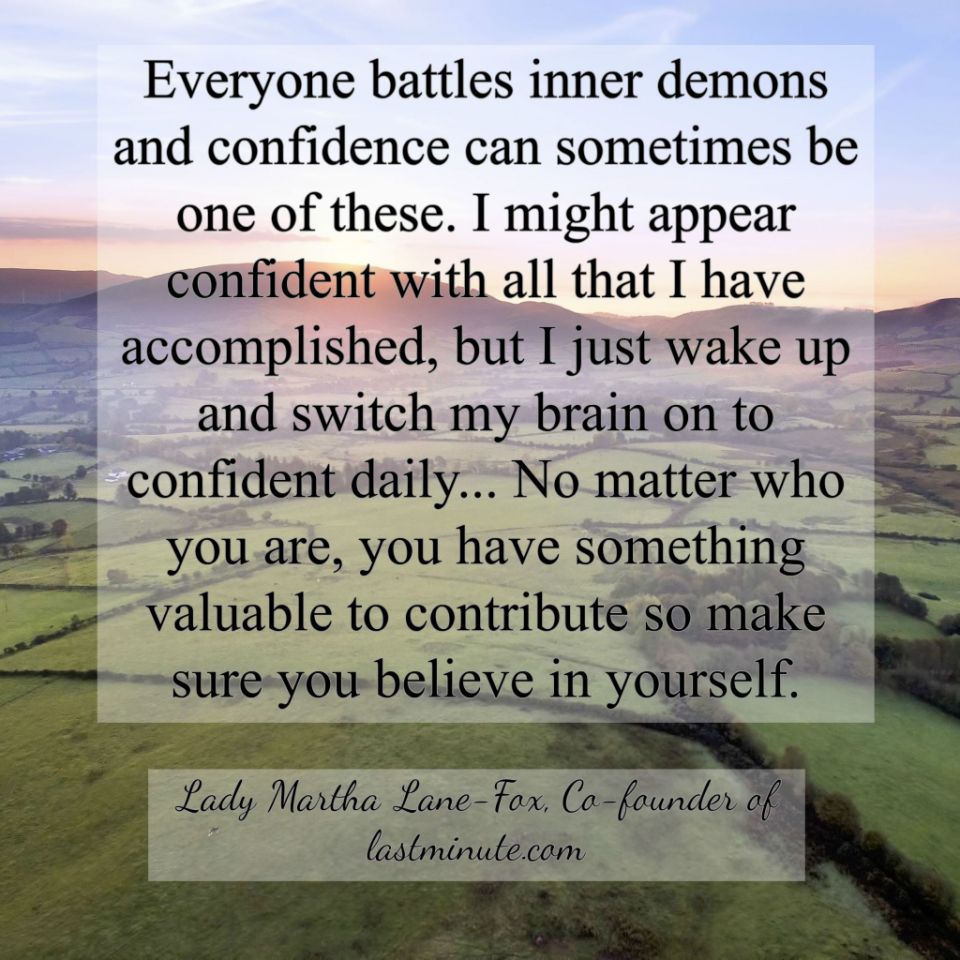 Everyone battles inner demons
and confidence can sometimes be
one of these. I might appear
confident with all that I have
accomplished, but I just wake up
and switch my brain on to
confident daily... No matter who
you are, you have something
valuable to contribute so make
sure you believe in yourself.
Lady Martha Lane-Fox, Co-founder of
lastminute.com